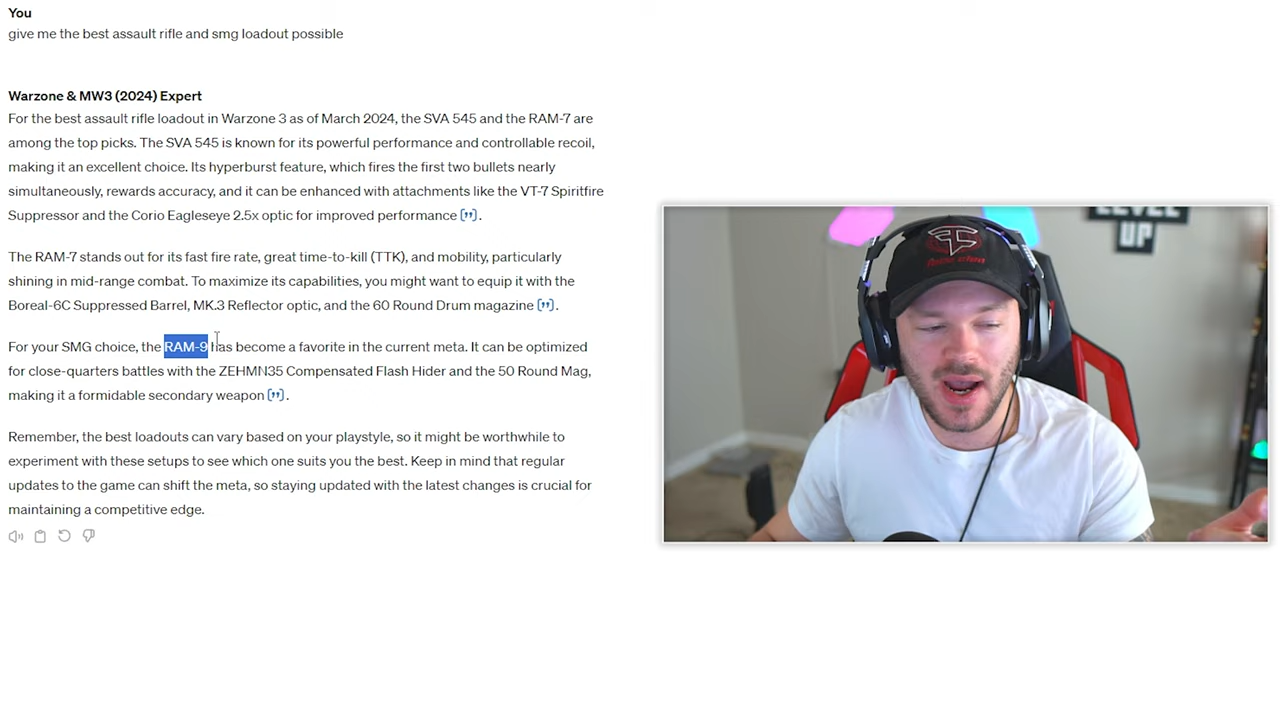 You
give me the best assault rifle and smg loadout possible
Warzone & MW3 (2024) Expert
For the best assault rifle loadout in Warzone 3 as of March 2024, the SVA 545 and the RAM-7 are
among the top picks. The SVA 545 is known for its powerful performance and controllable recoil,
making it an excellent choice. Its hyperburst feature, which fires the first two bullets nearly
simultaneously, rewards accuracy, and it can be enhanced with attachments like the VT-7 Spiritfire
Suppressor and the Corio Eagleseye 2.5x optic for improved performance ["].
The RAM-7 stands out for its fast fire rate, great time-to-kill (TTK), and mobility, particularly
shining in mid-range combat. To maximize its capabilities, you might want to equip it with the
Boreal-6C Suppressed Barrel, MK.3 Reflector optic, and the 60 Round Drum magazine ["].
For your SMG choice, the RAM-9 has become a favorite in the current meta. It can be optimized
for close-quarters battles with the ZEHMN35 Compensated Flash Hider and the 50 Round Mag,
making it a formidable secondary weapon ["].
Remember, the best loadouts can vary based on your playstyle, so it might be worthwhile to
experiment with these setups to see which one suits you the best. Keep in mind that regular
updates to the game can shift the meta, so staying updated with the latest changes is crucial for
maintaining a competitive edge.
LEVEL
UP